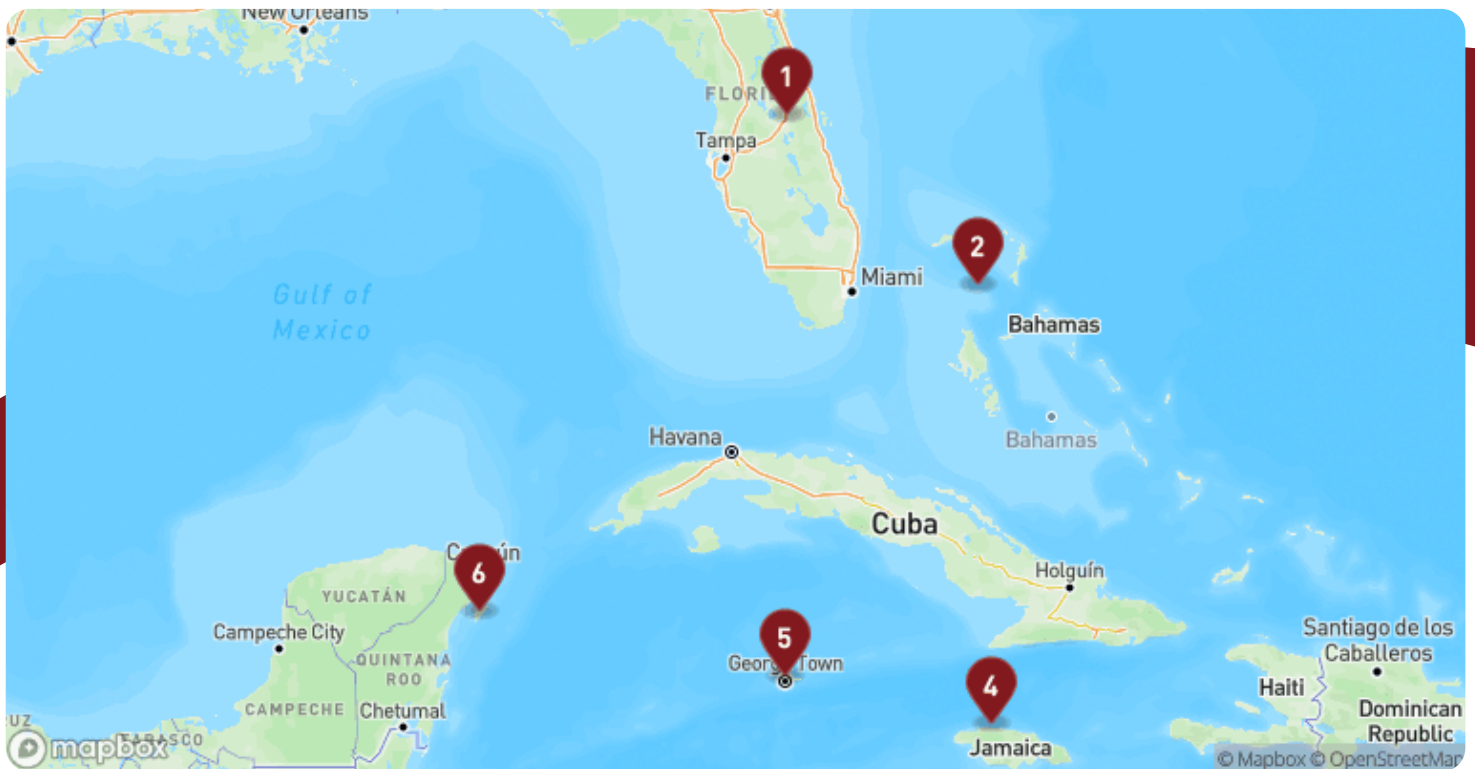 New Orleans
1
FLORI
Tampa
2
Miami
Gulf of
Mexico
Bahamas
Havana
Bahamas
Cuba
6
YUCATÁN
Holguín
Campeche City
5
Santiago de los
Caballeros
QUINTANA
ROO
George Town
4
Haiti
CAMPECHE
Chetumal
Dominican
Republic
Jamaica
mapbox
© Mapbox © OpenStreetMap